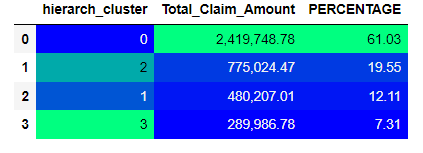 hierarch_cluster Total_Claim_Amount PERCENTAGE
0 0 2,419,748.78 61.03
1 2 775,024.47 19.55
2 1 480,207.01 12.11
3 3 289,986.78 7.31